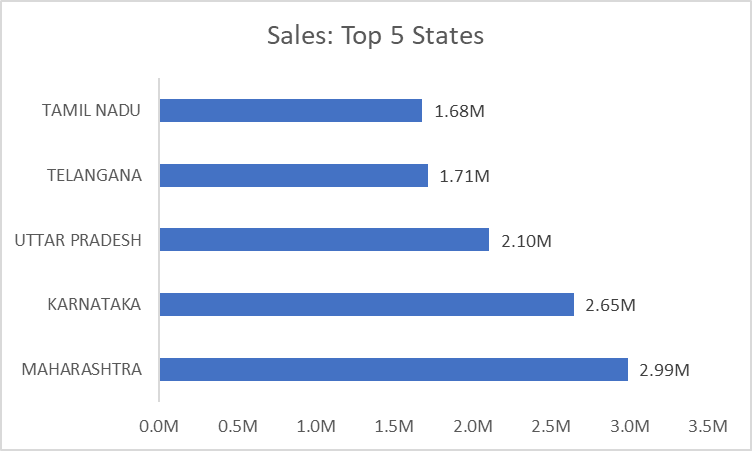 Sales: Top 5 States
TAMIL NADU 1.68M
TELANGANA 1.71M
UTTAR PRADESH 2.10M
KARNATAKA 2.65M
MAHARASHTRA 2.99M
0.0M 0.5M 1.0M 1.5M 2.0M 2.5M 3.0M 3.5M